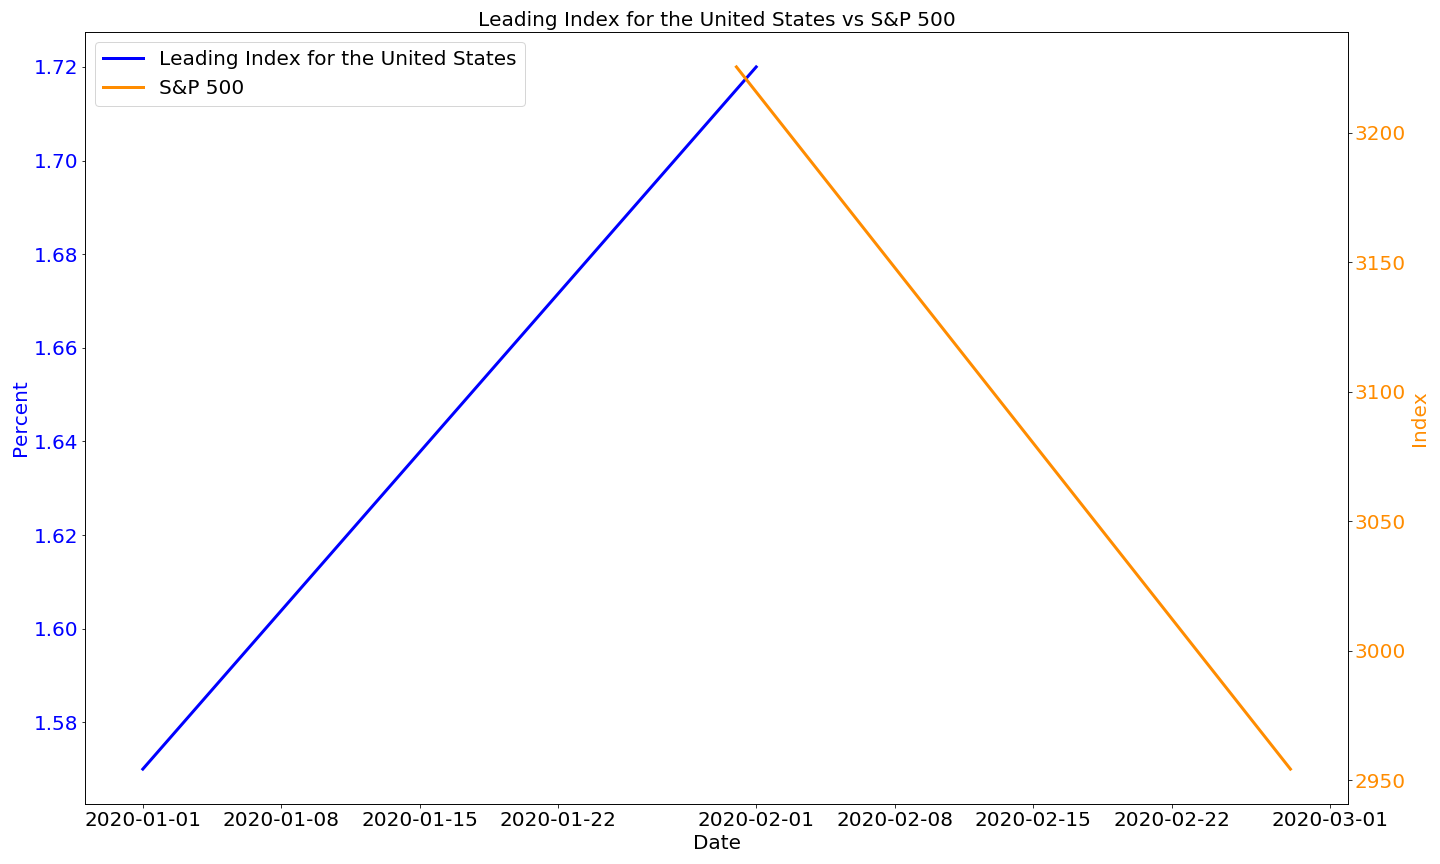 Leading Index for the United States vs S&P 500
Leading Index for the United States
S&P 500
1.72
1.70
1.68
1.66
1.64
1.62
1.60
1.58
Percent
3200
3150
3100
3050
3000
2950
Index
2020-01-01 2020-01-08 2020-01-15 2020-01-22 2020-02-01 2020-02-08 2020-02-15 2020-02-22 2020-03-01
Date